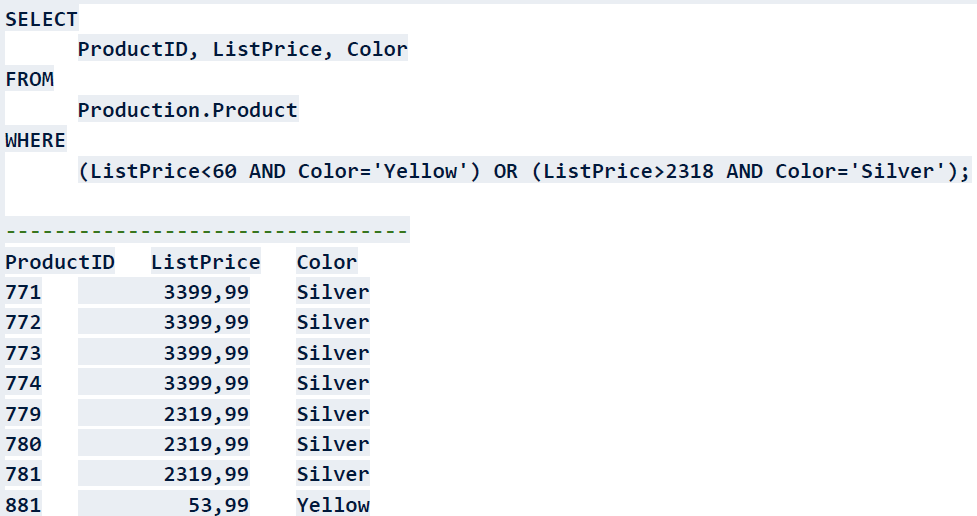 SELECT
ProductID, ListPrice, Color
FROM
Production.Product
WHERE
(ListPrice<60 AND Color='Yellow') OR (ListPrice>2318 AND Color='Silver');
---------------------------------
ProductID ListPrice Color
771 3399,99 Silver
772 3399,99 Silver
773 3399,99 Silver
774 3399,99 Silver
779 2319,99 Silver
780 2319,99 Silver
781 2319,99 Silver
881 53,99 Yellow